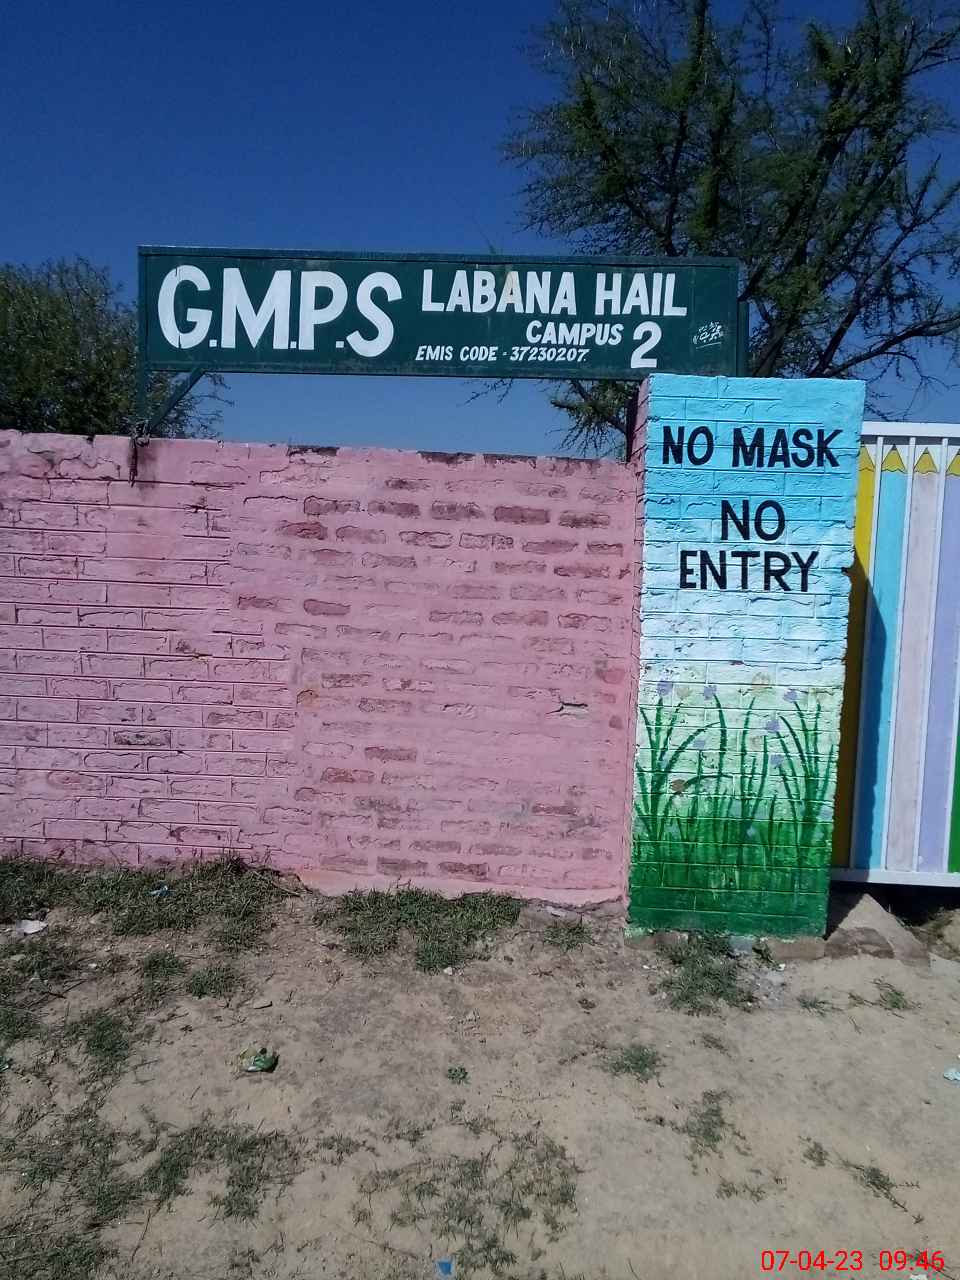 G.M.P.S LABANA HAIL
CAMPUS 2
EMIS CODE - 37230207.
NO MASK
NO
ENTRY
07-04-23 09:46